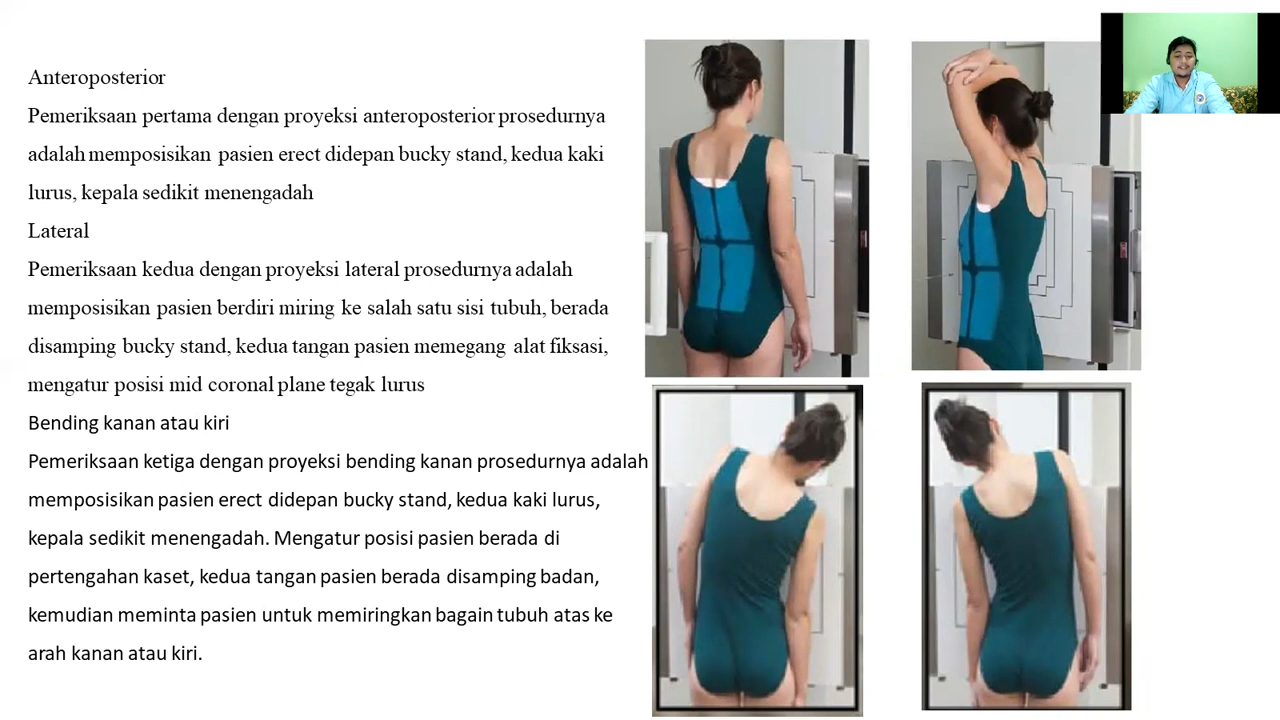 Anteroposterior
Pemeriksaan pertama dengan proyeksi anteroposterior prosedurnya
adalah memposisikan pasien erect didepan bucky stand, kedua kaki
lurus, kepala sedikit menengadah
Lateral
Pemeriksaan kedua dengan proyeksi lateral prosedurnya adalah
memposisikan pasien berdiri miring ke salah satu sisi tubuh, berada
disamping bucky stand, kedua tangan pasien memegang alat fiksasi,
mengatur posisi mid coronal plane tegak lurus
Bending kanan atau kiri
Pemeriksaan ketiga dengan proyeksi bending kanan prosedurnya adalah
memposisikan pasien erect didepan bucky stand, kedua kaki lurus,
kepala sedikit menengadah. Mengatur posisi pasien berada di
pertengahan kaset, kedua tangan pasien berada disamping badan,
kemudian meminta pasien untuk memiringkan bagain tubuh atas ke
arah kanan atau kiri.